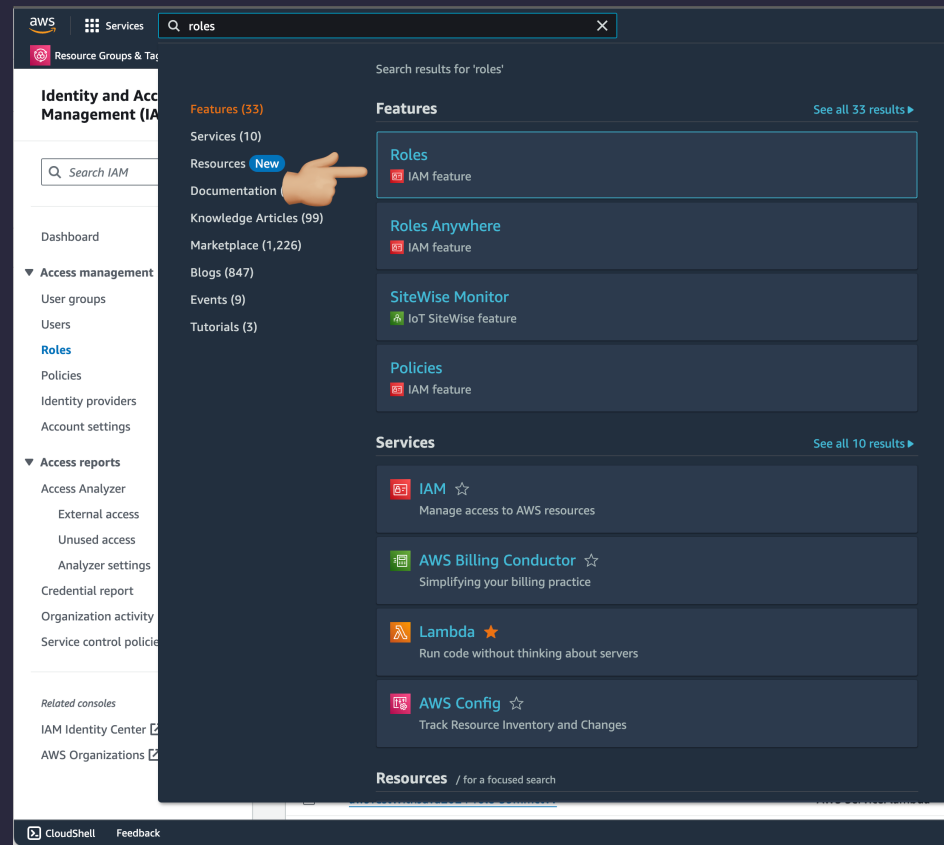 aws
Services
roles
Resource Groups & Tag
Identity and Acc
Management (IA
Search IAM
Dashboard
Access management
User groups
Users
Roles
Policies
Identity providers
Account settings
Access reports
Access Analyzer
External access
Unused access
Analyzer settings
Credential report
Organization activity
Service control policie
Related consoles
IAM Identity Center
AWS Organizations
Search results for 'roles'
Features (33)
Services (10)
Resources New
Documentation
Knowledge Articles (99)
Marketplace (1,226)
Blogs (847)
Events (9)
Tutorials (3)
Features
See all 33 results
Roles
IAM feature
Roles Anywhere
IAM feature
SiteWise Monitor
IoT SiteWise feature
Policies
IAM feature
Services
See all 10 results
IAM
Manage access to AWS resources
AWS Billing Conductor
Simplifying your billing practice
Lambda
Run code without thinking about servers
AWS Config
Track Resource Inventory and Changes
Resources / for a focused search
CloudShell
Feedback